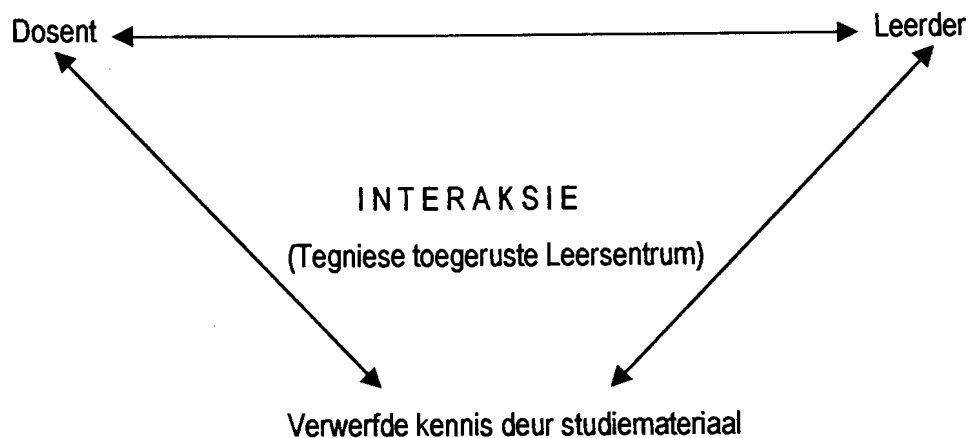 Dosent
Leerder
INTERAKSIE
(Tegniese toegeruste Leersentrum)
Verwerfde kennis deur studiemateriaal